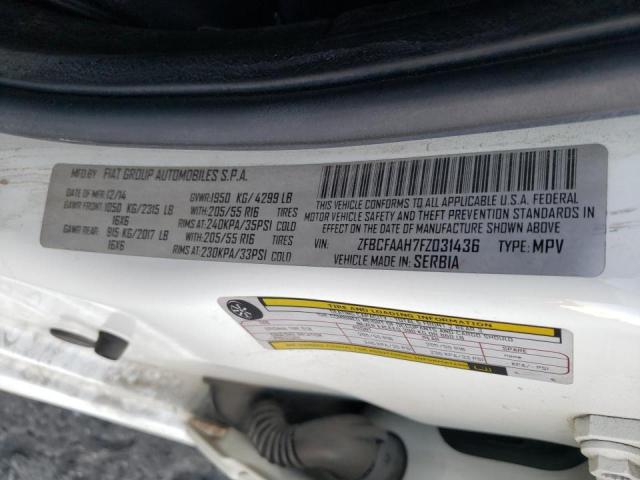 MFD.BY: FIAT GROUP AUTOMOBILES S.P.A.
DATE OF MFR:12/14 GVWR:1950 KG/4299 LB
GAWR FRONT: 1050 KG/2315 LB WITH:205/55 R16 TIRES
16X6 RIMS AT: 240KPA/35PSI COLD
GAWR REAR: 915 KG/2017 LB WITH:205/55 R16 TIRES
16X6 RIMS AT:230KPA/33PSI COLD
THIS VEHICLE CONFORMS TO ALL APPLICABLE U.S.A. FEDERAL
MOTOR VEHICLE SAFETY, BUMPER, AND THEFT PREVENTION
STANDARDS IN EFFECT ON THE DATE OF MANUFACTURE SHOWN ABOVE
VIN: ZFBCFAAH7FZ031436 TYPE: MPV
VEHICLE MADE IN: SERBIA
TIRE AND LOADING INFORMATION
SPARE